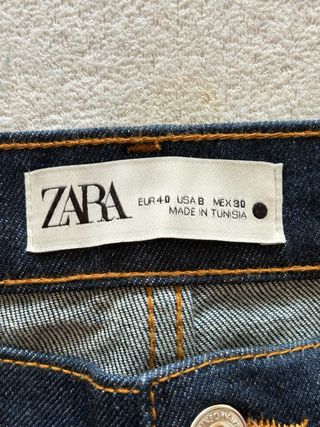 ZARA
EUR 40 USA 8 MEX 30
MADE IN TUNISIA